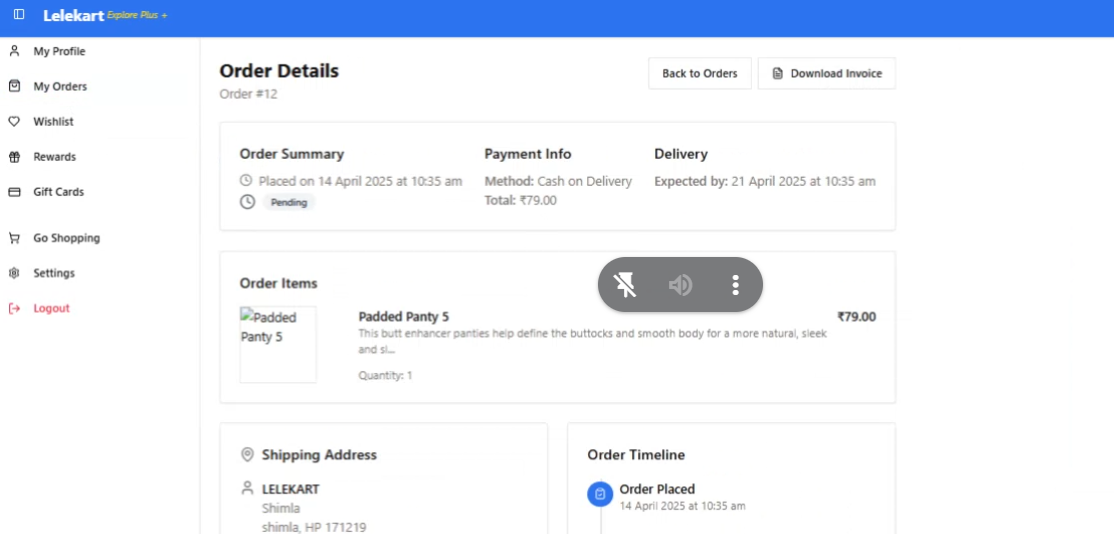 Lelekart Explore Plus +
My Profile
My Orders
Wishlist
Rewards
Gift Cards
Go Shopping
Settings
Logout
Order Details
Order #12
Back to Orders
Download Invoice
Order Summary
Placed on 14 April 2025 at 10:35 am
Pending
Payment Info
Method: Cash on Delivery
Total: ₹79.00
Delivery
Expected by: 21 April 2025 at 10:35 am
Order Items
Padded
Panty 5
Padded Panty 5
₹79.00
This butt enhancer panties help define the buttocks and smooth body for a more natural, sleek
and sl...
Quantity: 1
Shipping Address
LELEKART
Shimla
shimla, HP 171219
Order Timeline
Order Placed
14 April 2025 at 10:35 am